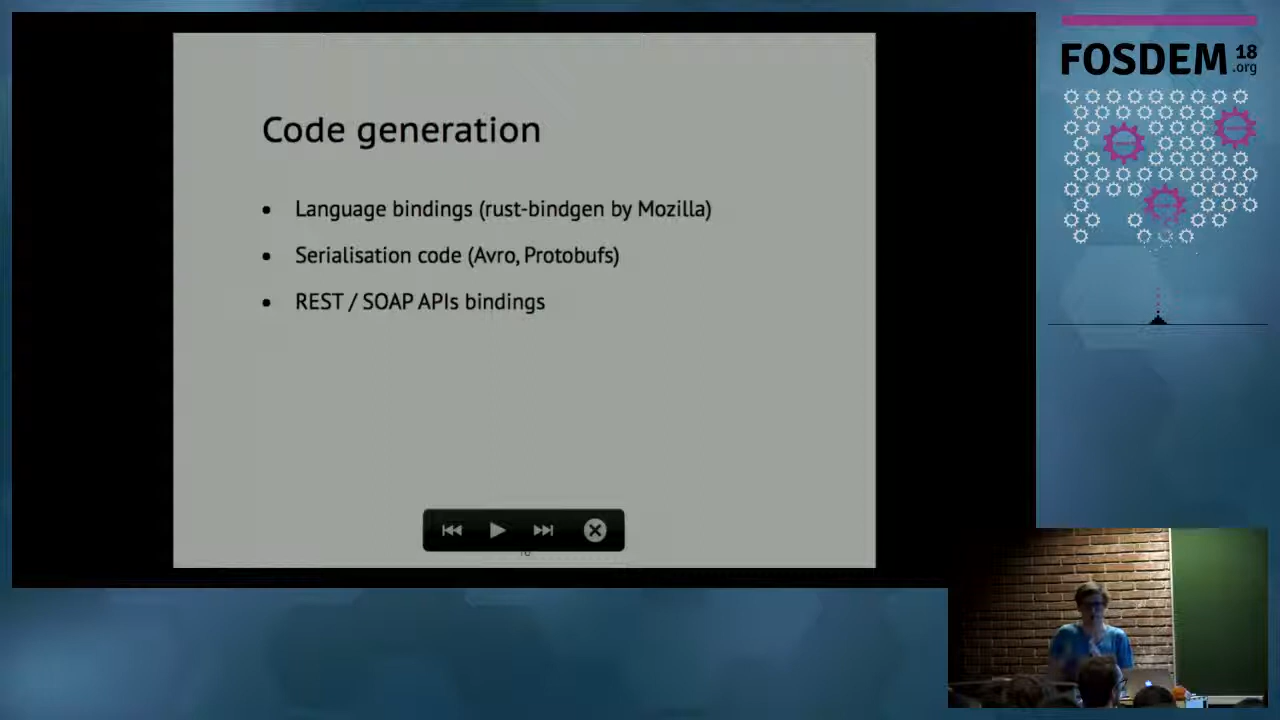 Code generation
• Language bindings (rust-bindgen by Mozilla)
• Serialisation code (Avro, Protobufs)
• REST / SOAP APIs bindings
FOSDEM 18
.org